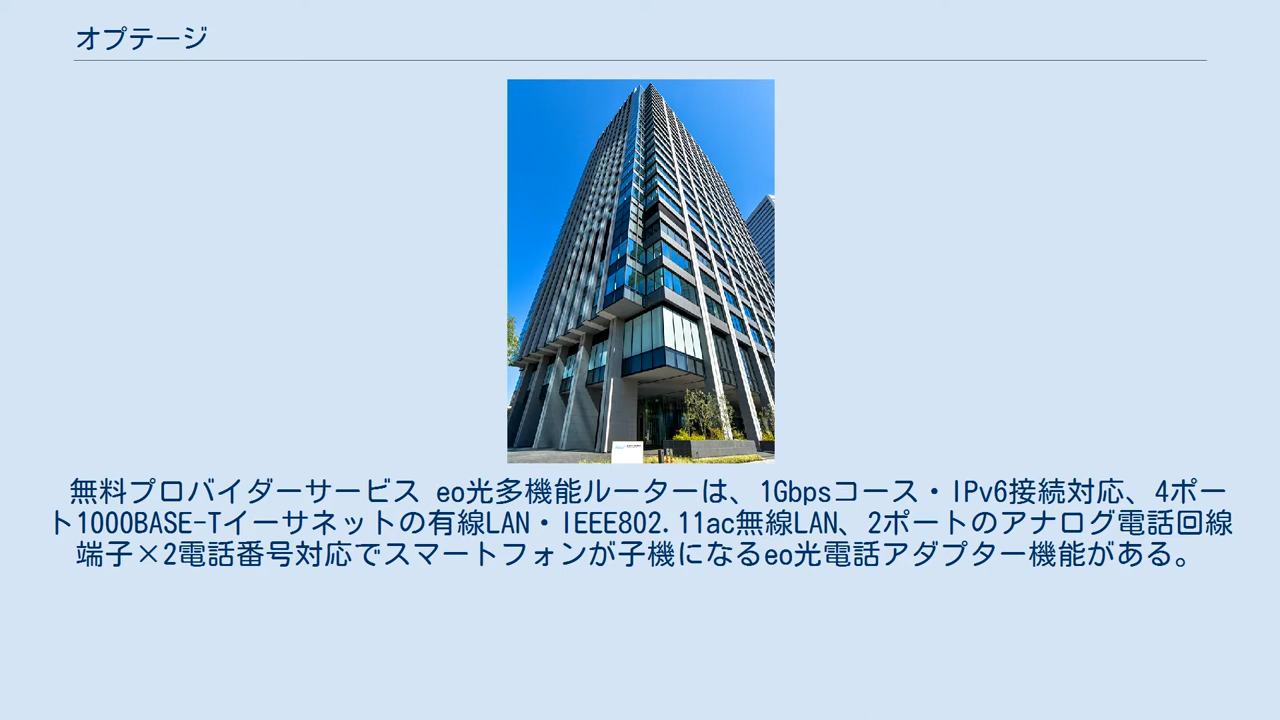 オプテージ
無料プロバイダーサービス eo光多機能ルーターは、1Gbpsコース・IPv6接続対応、4ポー
ト1000BASE-Tイーサネットの有線LAN・IEEE802.11ac無線LAN、2ポートのアナログ電話回線
端子×2電話番号対応でスマートフォンが子機になるeo光電話アダプター機能がある。